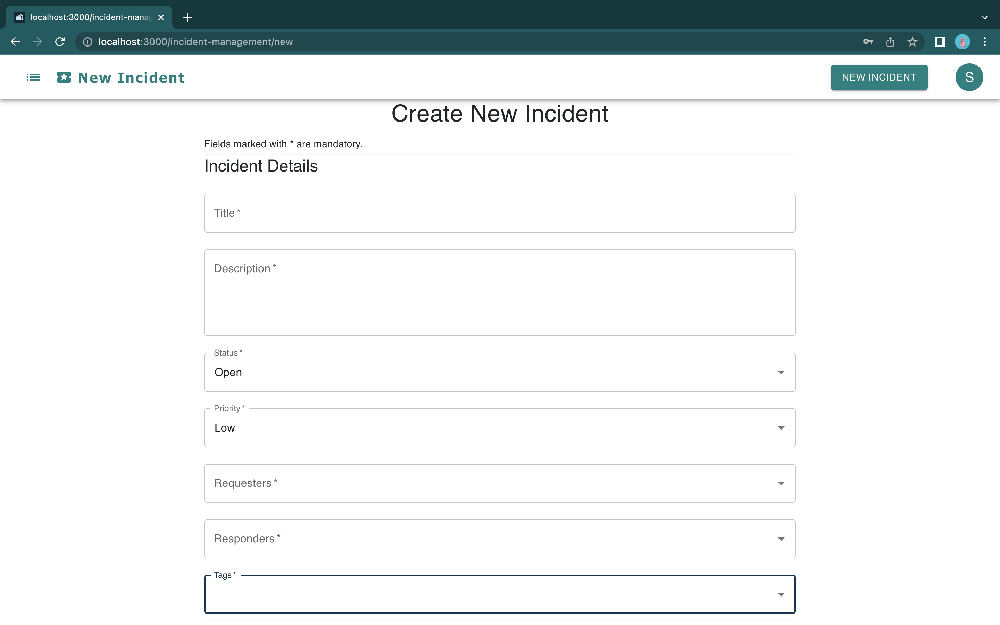 localhost:3000/incident-manag
localhost:3000/incident-management/new
New Incident
NEW INCIDENT
S
Create New Incident
Fields marked with * are mandatory.
Incident Details
Title *
Description *
Status *
Open
Priority *
Low
Requesters *
Responders *
Tags *